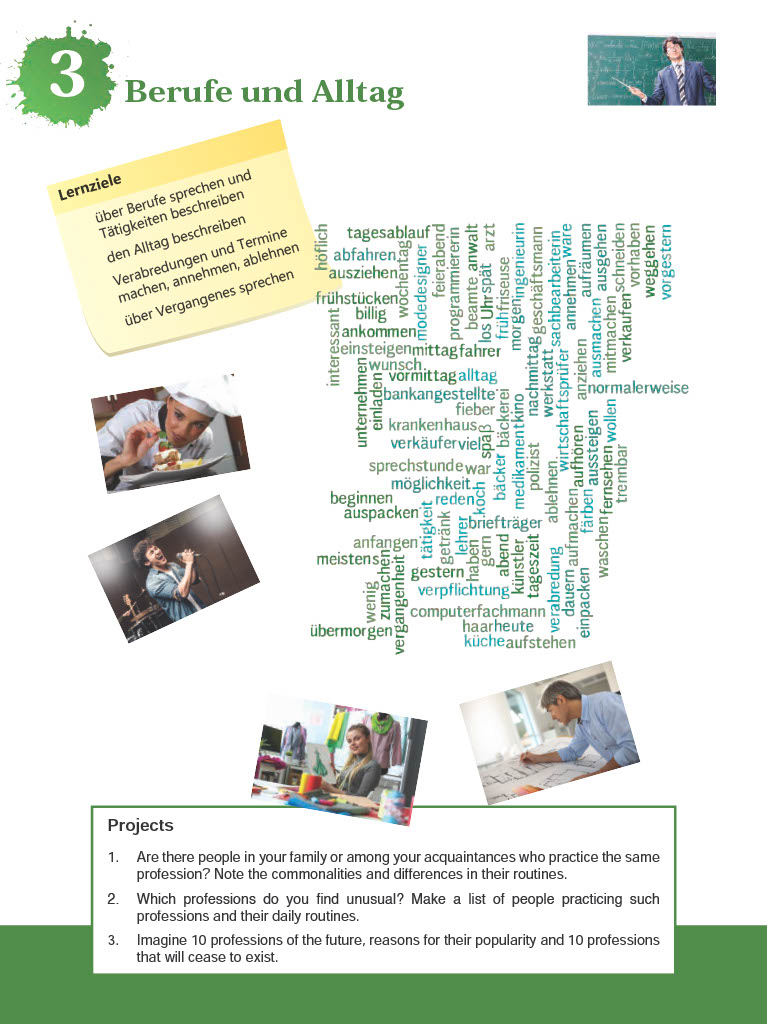 3
Berufe und Alltag
Lernziele
über Berufe sprechen und
Tätigkeiten beschreiben
den Alltag beschreiben
Verabredungen und Termine
machen, annehmen, ablehnen
über Vergangenes sprechen
höflich
tagesablauf
abfahren
ausziehen
wochentag
modedesigner
feierabend
programmiererin
beamte
anwalt
los
Uhr
spät
arzt
früh
friseuse
morgen
ingenieurin
geschäftsmann
sachbearbeiterin
annehmen
ware
aufräumen
ausmachen
ausgehen
mitmachen
schneiden
verkaufen
vorhaben
weggehen
vorgestern
frühstücken
billig
ankommen
interessant
einsteigen
mittag
fahrer
wunsch
vormittag
alltag
unternehmen
einladen
bankangestellte
fieber
krankenhaus
verkäufer
viel
spaß
bäckerei
kino
nachmittag
werkstatt
wirtschaftsprüfer
anziehen
normalerweise
sprechstunde
war
möglichkeit
bäcker
medikament
polizist
ablehnen
aufhören
aussteigen
wollen
fernsehen
trennbar
beginnen
reden
auspacken
tätigkeit
getränk
koch
lehrer
briefträger
aufmachen
färben
waschen
anfangen
meistens
gestern
haben
gern
abend
künstler
tageszeit
verabredung
dauern
einpacken
wenig
zumachen
vergangenheit
verpflichtung
computerfachmann
übermorgen
haar
heute
küche
aufstehen
Projects
1. Are there people in your family or among your acquaintances who practice the same
profession? Note the commonalities and differences in their routines.
2. Which professions do you find unusual? Make a list of people practicing such
professions and their daily routines.
3. Imagine 10 professions of the future, reasons for their popularity and 10 professions
that will cease to exist.